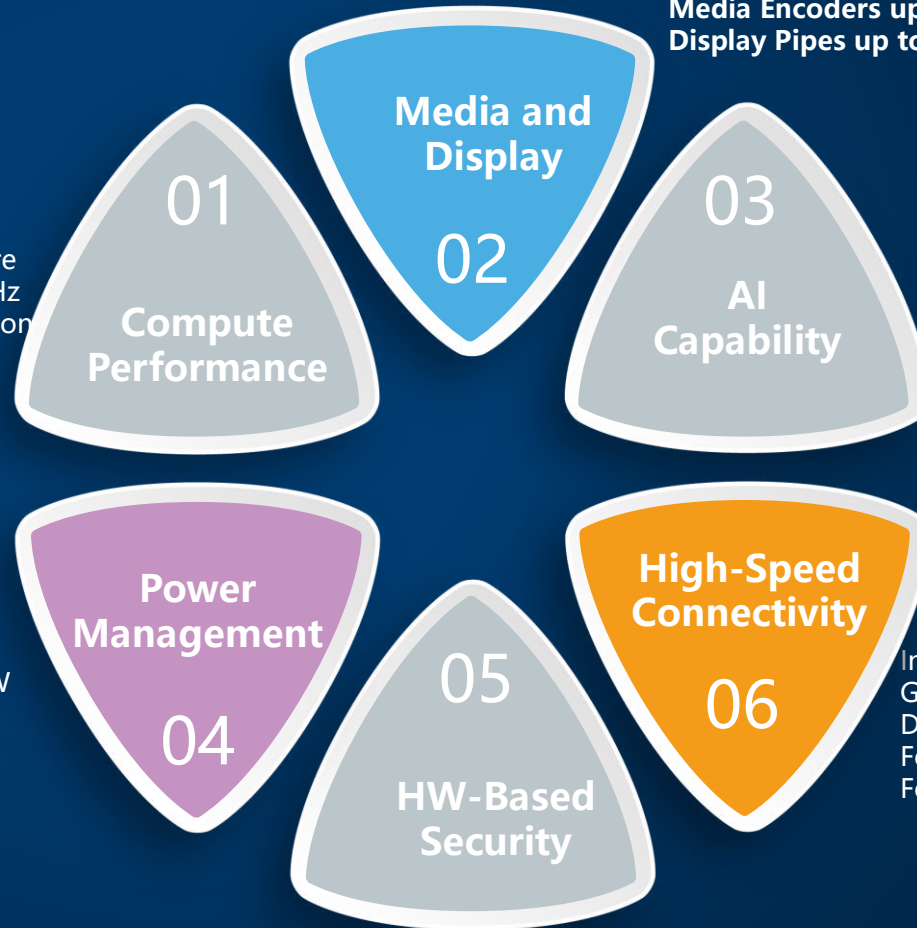 Media Encoders up
Display Pipes up to
Media and
Display
02
01
Compute
Performance
03
AI
Capability
Power
Management
04
05
HW-Based
Security
High-Speed
Connectivity
06